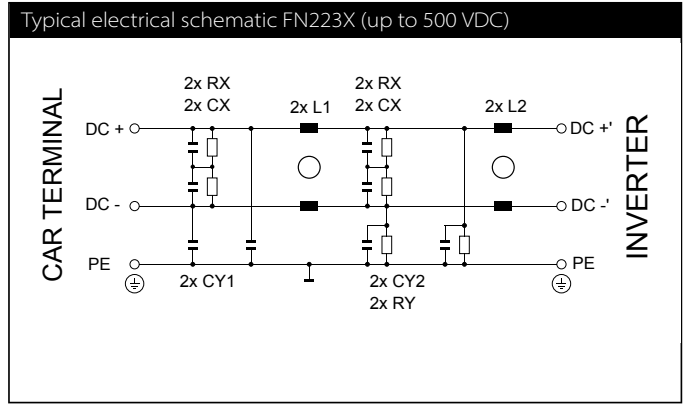 Typical electrical schematic FN223X (up to 500 VDC)
2x RX
2x CX
2x L1
2x RX
2x CX
2x L2
CAR TERMINAL
DC +
DC +'
DC -
DC -'
INVERTER
PE
PE
2x CY1
2x CY2
2x RY